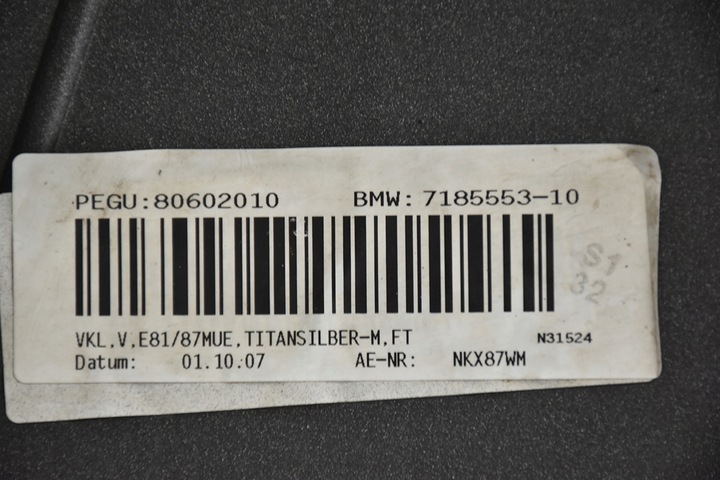 PEGU:80602010 BMW: 7185553-10
VKL,V,E81/87MUE,TITANSILBER-M,FT N31524
Datum: 01.10.07 AE-NR: NKX87WM
S1
32